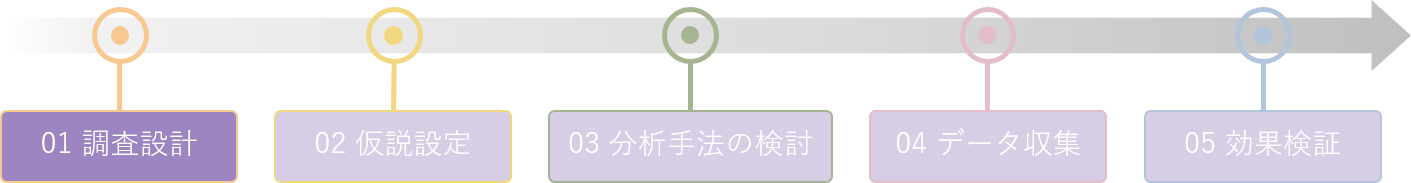 01 調査設計
02 仮説設定
03 分析手法の検討
04 データ収集
05 効果検証